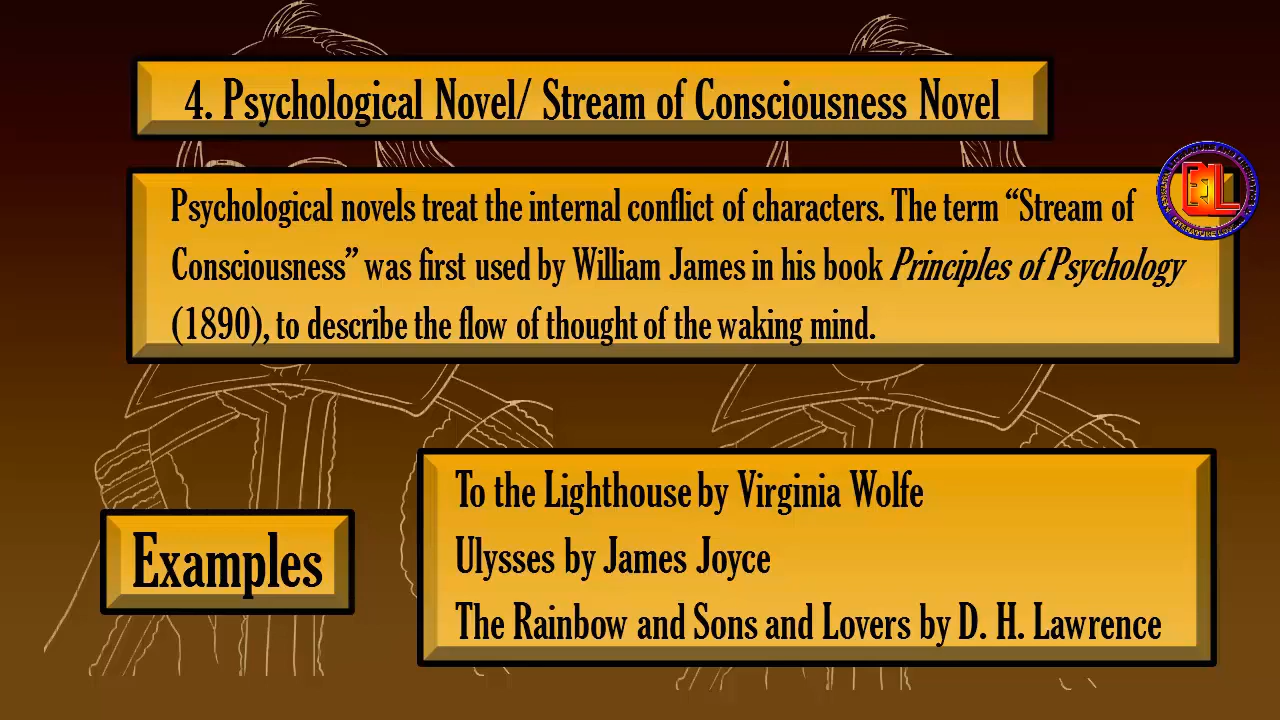 4. Psychological Novel/ Stream of Consciousness Novel
Psychological novels treat the internal conflict of characters. The term “Stream of
Consciousness” was first used by William James in his book Principles of Psychology
(1890), to describe the flow of thought of the waking mind.
Examples
To the Lighthouse by Virginia Wolfe
Ulysses by James Joyce
The Rainbow and Sons and Lovers by D. H. Lawrence